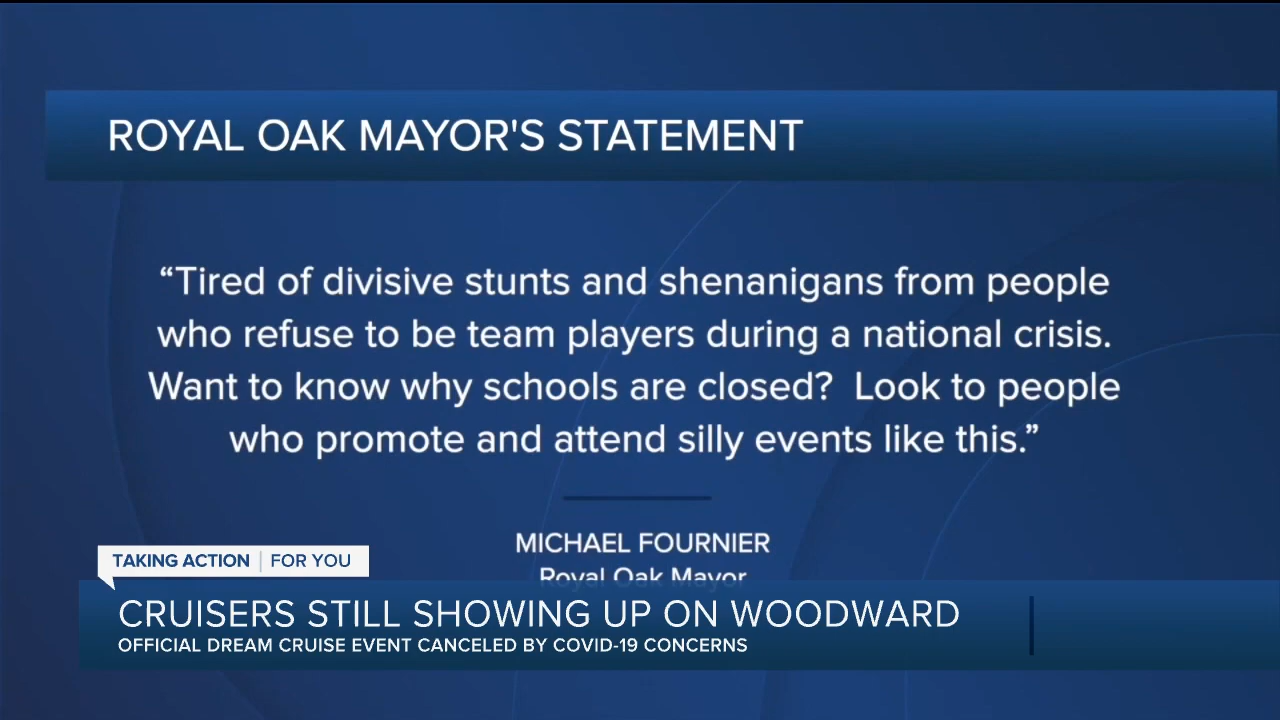 ROYAL OAK MAYOR'S STATEMENT
“Tired of divisive stunts and shenanigans from people
who refuse to be team players during a national crisis.
Want to know why schools are closed?  Look to people
who promote and attend silly events like this.”
MICHAEL FOURNIER
Royal Oak Mayor
TAKING ACTION | FOR YOU
CRUISERS STILL SHOWING UP ON WOODWARD
OFFICIAL DREAM CRUISE EVENT CANCELED BY COVID-19 CONCERNS